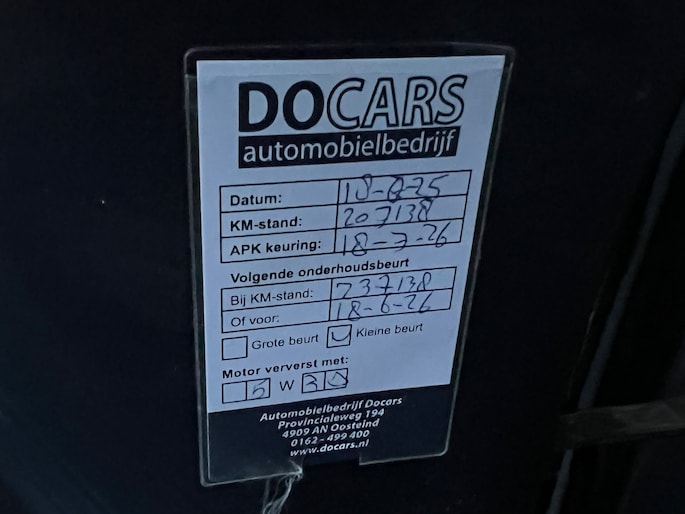 DOCARS
automobielbedrijf
Datum: 18-6-25
KM-stand: 207138
APK keuring: 18-7-26
Volgende onderhoudsbeurt
Bij KM-stand: 237138
Of voor: 18-6-26
Grote beurt Kleine beurt
Motor ververst met:
5 W 30
Automobielbedrijf Docars
Provincialeweg 194
4909 AN Oosteind
0162 - 499 400
www.docars.nl